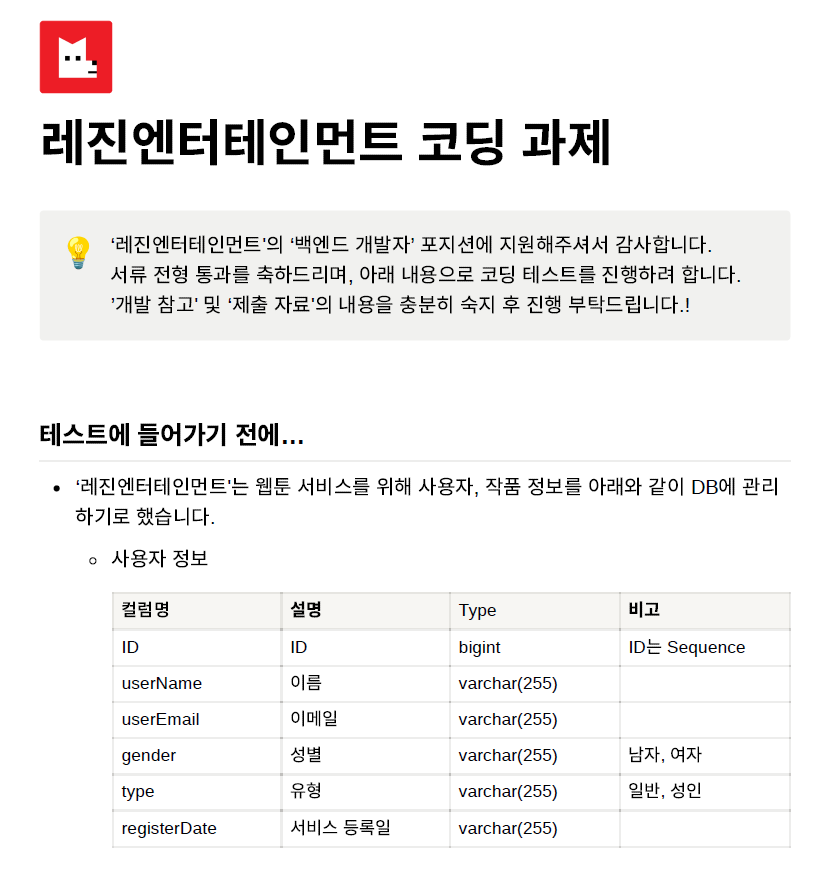 레진엔터테인먼트 코딩 과제
‘레진엔터테인먼트'의 ‘백엔드 개발자’ 포지션에 지원해주셔서 감사합니다.
서류 전형 통과를 축하드리며, 아래 내용으로 코딩 테스트를 진행하려 합니다.
’개발 참고' 및 ‘제출 자료'의 내용을 충분히 숙지 후 진행 부탁드립니다.!
테스트에 들어가기 전에…
• ‘레진엔터테인먼트'는 웹툰 서비스를 위해 사용자, 작품 정보를 아래와 같이 DB에 관리
하기로 했습니다.
◦ 사용자 정보
컬럼명 설명 Type 비고
ID ID bigint ID는 Sequence
userName 이름 varchar(255)
userEmail 이메일 varchar(255)
gender 성별 varchar(255) 남자, 여자
type 유형 varchar(255) 일반, 성인
registerDate 서비스 등록일 varchar(255)